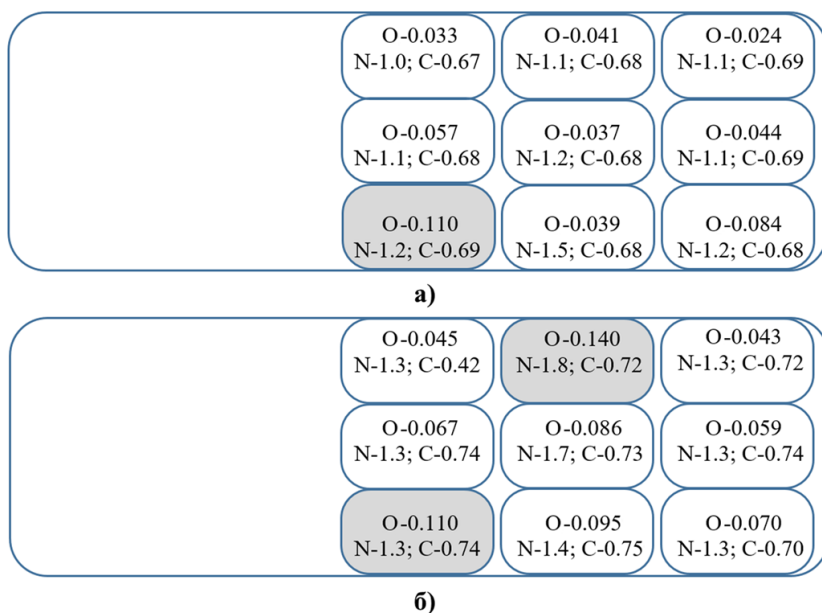 O-0.033
N-1.0; C-0.67
O-0.041
N-1.1; C-0.68
O-0.024
N-1.1; C-0.69
O-0.057
N-1.1; C-0.68
O-0.037
N-1.2; C-0.68
O-0.044
N-1.1; C-0.69
O-0.110
N-1.2; C-0.69
O-0.039
N-1.5; C-0.68
O-0.084
N-1.2; C-0.68
а)
O-0.045
N-1.3; C-0.42
O-0.140
N-1.8; C-0.72
O-0.043
N-1.3; C-0.72
O-0.067
N-1.3; C-0.74
O-0.086
N-1.7; C-0.73
O-0.059
N-1.3; C-0.74
O-0.110
N-1.3; C-0.74
O-0.095
N-1.4; C-0.75
O-0.070
N-1.3; C-0.70
б)